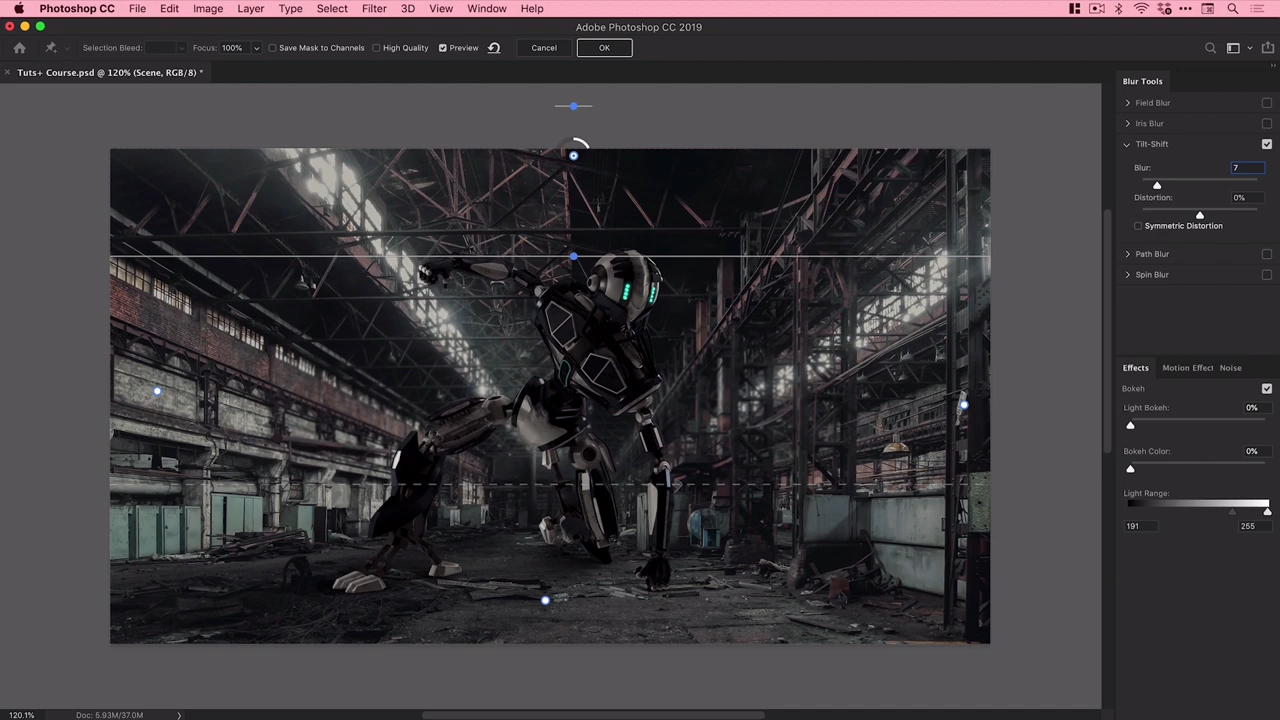 Photoshop CC File Edit Image Layer Type Select Filter 3D View Window Help
Adobe Photoshop CC 2019
Selection Bleed: Focus: 100% Save Mask to Channels High Quality Preview Cancel OK
Tuts+ Course.psd @ 120% (Scene, RGB/8) *
Blur Tools
Field Blur
Iris Blur
Tilt-Shift
Blur: 7
Distortion: 0%
Symmetric Distortion
Path Blur
Spin Blur
Effects Motion Effect Noise
Bokeh
Light Bokeh: 0%
Bokeh Color: 0%
Light Range:
191 255
120.1% Doc: 5.93M/37.0M